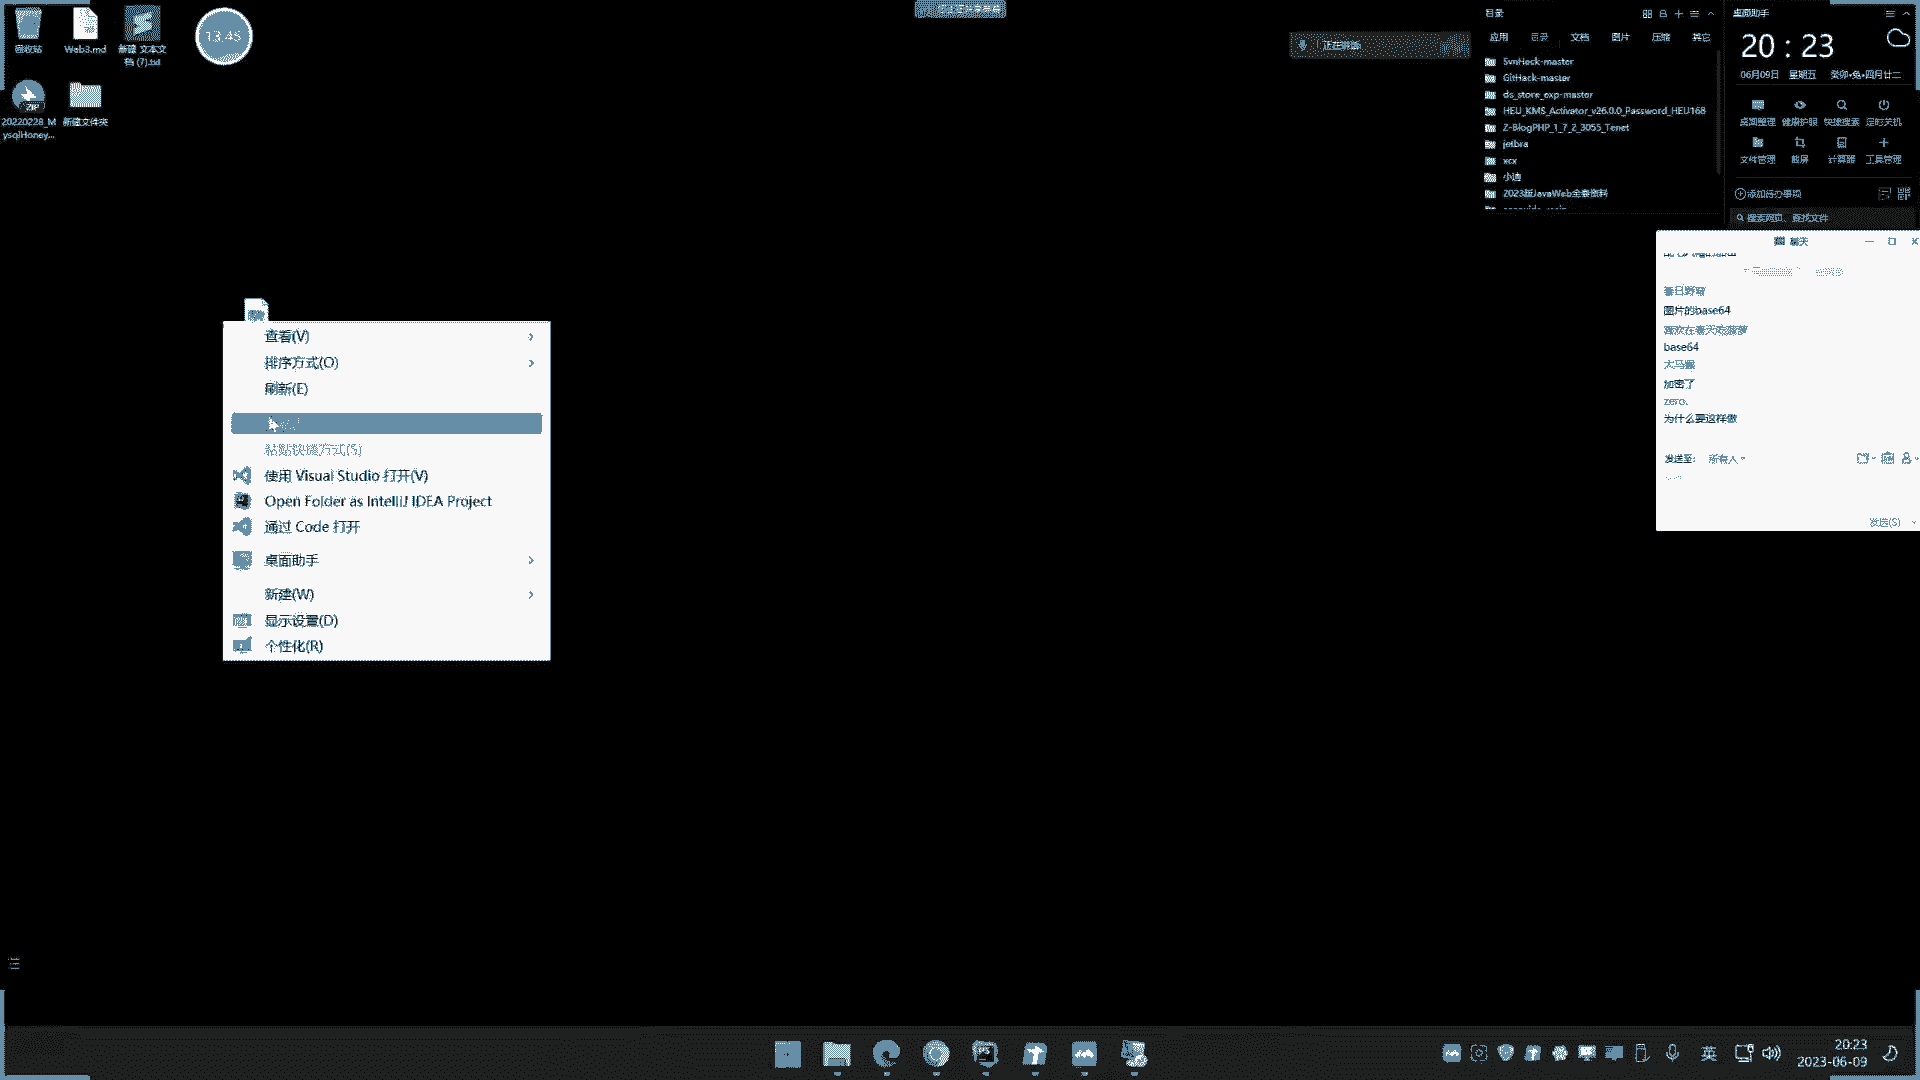 回收站
Web3.md
新建 文本文
档 (7).txt
13:45
ZIP
20220228_M
ysqlHoney...
新建文件夹
目录
应用
目录
文档
图片
压缩
其它
SvnHack-master
GitHack-master
ds_store_exp-master
HEU_KMS_Activator_v26.0.0_Password_HEU168
Z-BlogPHP_1_7_2_3055_Tenet
jetbra
xcx
小迪
2023版JavaWeb全套资料
桌面助手
20 : 23
06月09日 星期五 癸卯•兔•四月廿二
桌面整理 健康护眼 快捷搜索 定时关机
文件管理 截屏 计算器 工具管理
添加待办事项
搜索网页、查找文件
聊天
春日野穹
图片的base64
喜欢在春天吃菠萝
base64
大马猴
加密了
zero、
为什么要这样做
发送至: 所有人
发送(S)
查看(V)
排序方式(O)
刷新(E)
粘贴快捷方式(S)
使用 Visual Studio 打开(V)
Open Folder as IntelliJ IDEA Project
通过 Code 打开
桌面助手
新建(W)
显示设置(D)
个性化(R)
英
20:23
2023-06-09